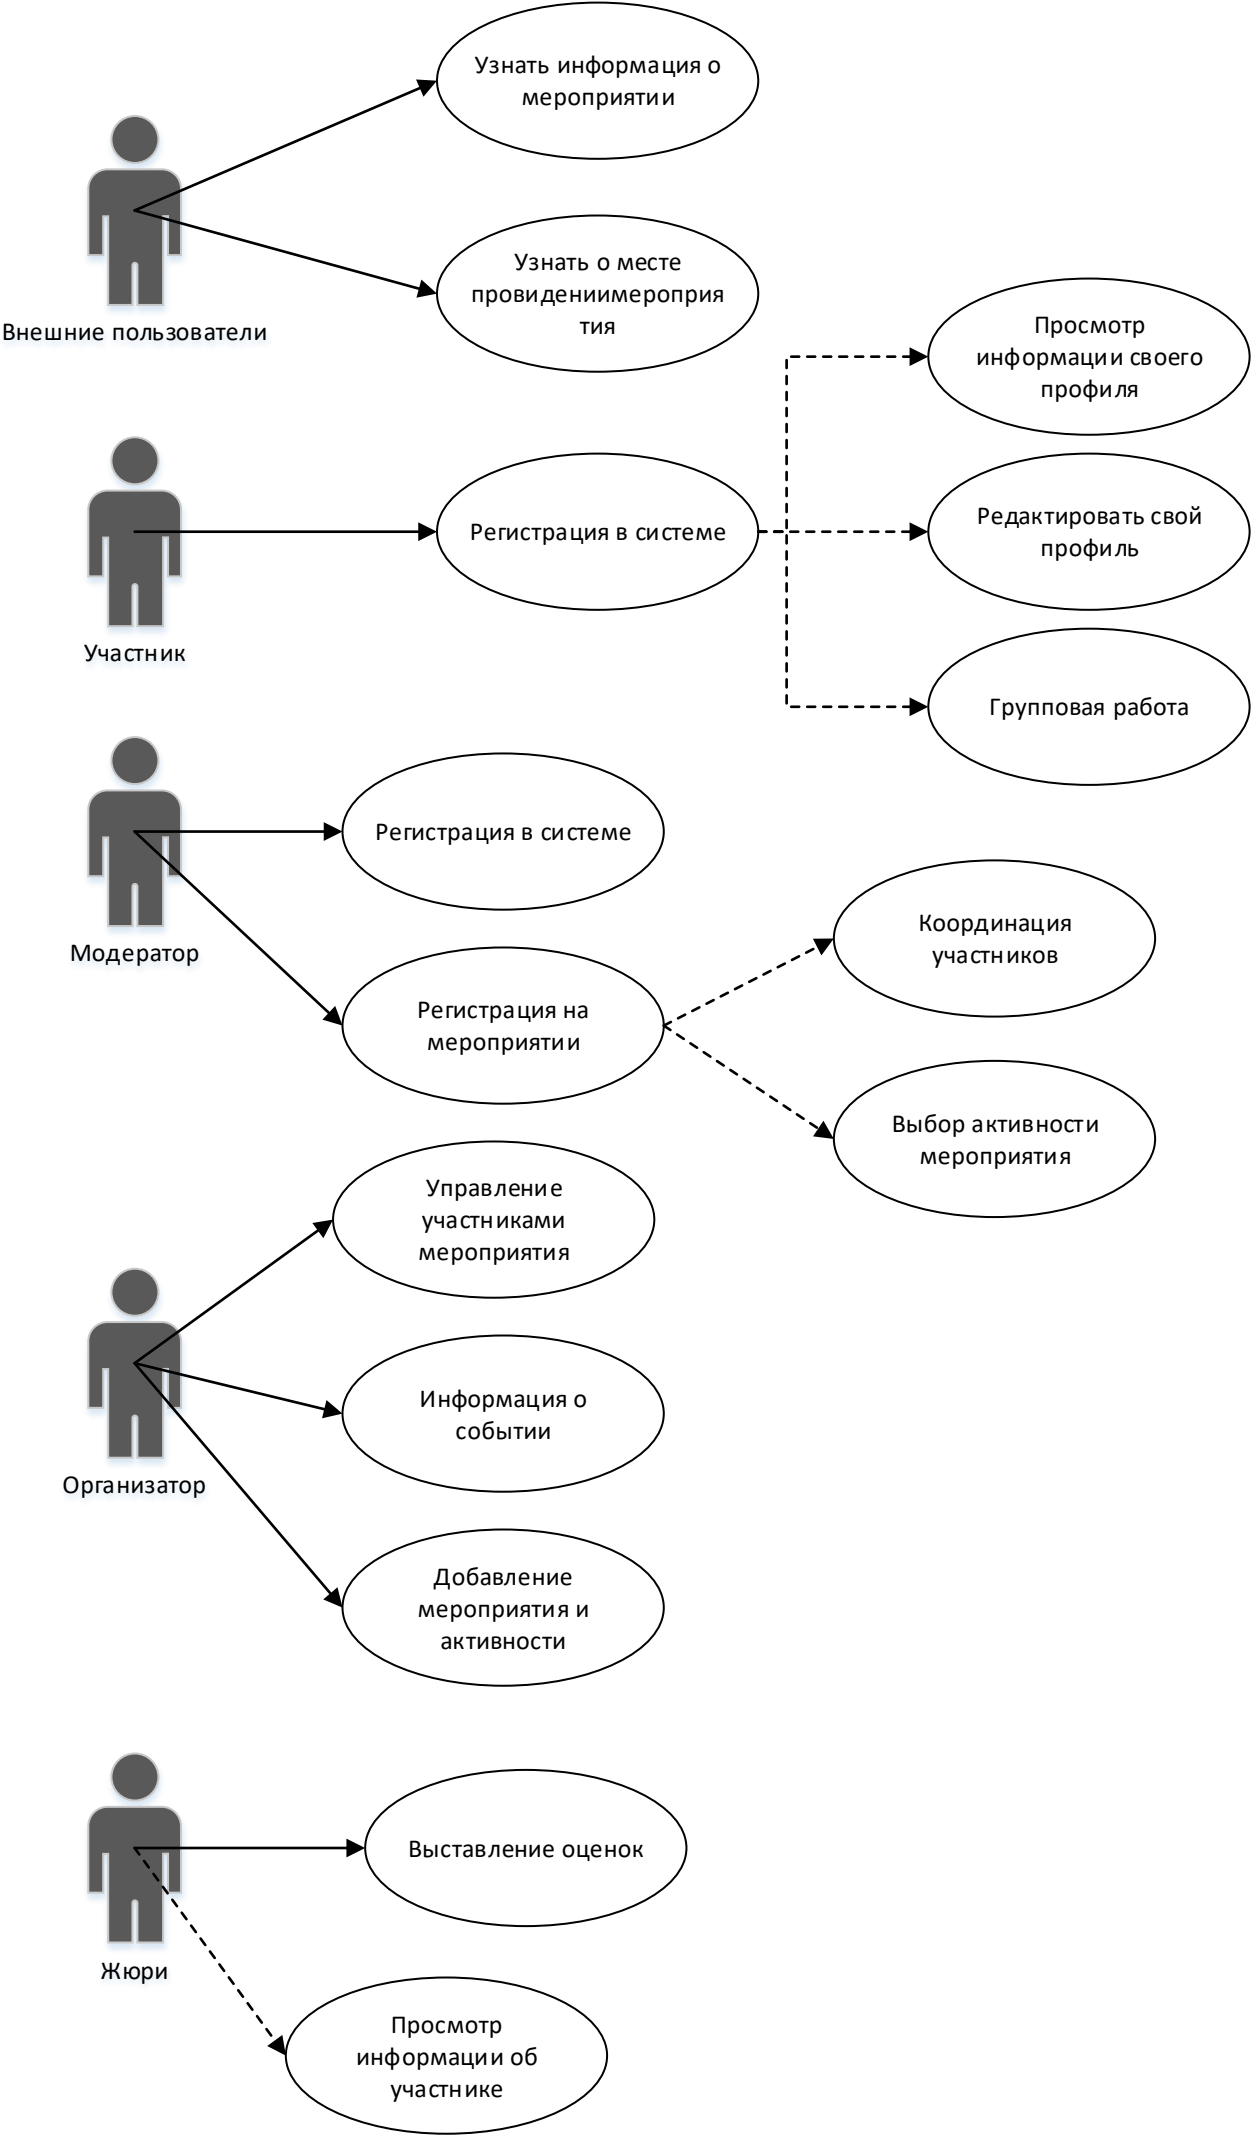 Узнать информация о
мероприятии
Внешние пользователи
Узнать о месте
провидениимероприя
тия
Просмотр
информации своего
профиля
Участник
Регистрация в системе
Редактировать свой
профиль
Групповая работа
Модератор
Регистрация в системе
Регистрация на
мероприятии
Координация
участников
Выбор активности
мероприятия
Управление
участниками
мероприятия
Организатор
Информация о
событии
Добавление
мероприятия и
активности
Жюри
Выставление оценок
Просмотр
информации об
участнике